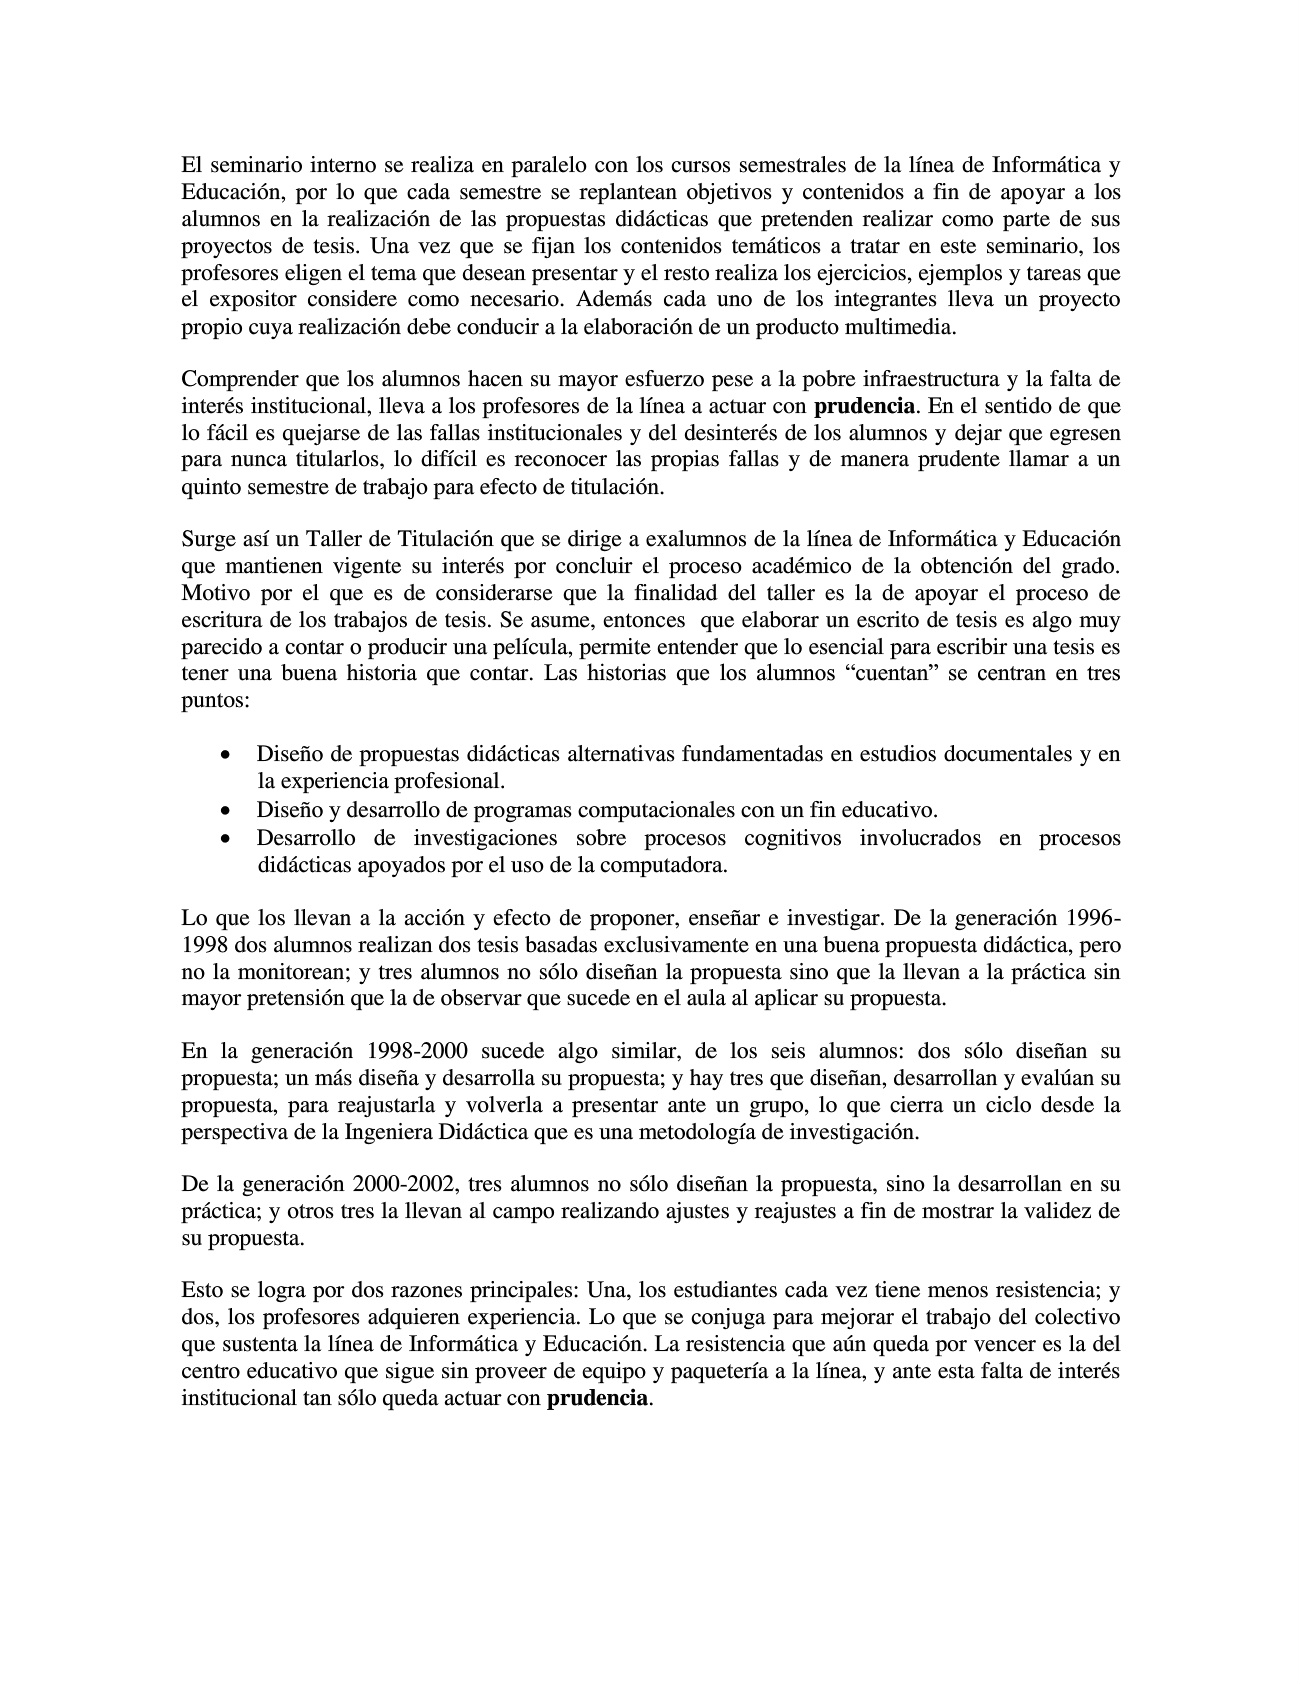 El seminario interno se realiza en paralelo con los cursos semestrales de la línea de Informática y
Educación, por lo que cada semestre se replantean objetivos y contenidos a fin de apoyar a los
alumnos en la realización de las propuestas didácticas que pretenden realizar como parte de sus
proyectos de tesis. Una vez que se fijan los contenidos temáticos a tratar en este seminario, los
profesores eligen el tema que desean presentar y el resto realiza los ejercicios, ejemplos y tareas que
el expositor considere como necesario. Además cada uno de los integrantes lleva un proyecto
propio cuya realización debe conducir a la elaboración de un producto multimedia.

Comprender que los alumnos hacen su mayor esfuerzo pese a la pobre infraestructura y la falta de
interés institucional, lleva a los profesores de la línea a actuar con prudencia. En el sentido de que
lo fácil es quejarse de las fallas institucionales y del desinterés de los alumnos y dejar que egresen
para nunca titularlos, lo difícil es reconocer las propias fallas y de manera prudente llamar a un
quinto semestre de trabajo para efecto de titulación.

Surge así un Taller de Titulación que se dirige a exalumnos de la línea de Informática y Educación
que mantienen vigente su interés por concluir el proceso académico de la obtención del grado.
Motivo por el que es de considerarse que la finalidad del taller es la de apoyar el proceso de
escritura de los trabajos de tesis. Se asume, entonces  que elaborar un escrito de tesis es algo muy
parecido a contar o producir una película, permite entender que lo esencial para escribir una tesis es
tener una buena historia que contar. Las historias que los alumnos “cuentan” se centran en tres
puntos:

• Diseño de propuestas didácticas alternativas fundamentadas en estudios documentales y en
la experiencia profesional.
• Diseño y desarrollo de programas computacionales con un fin educativo.
• Desarrollo de investigaciones sobre procesos cognitivos involucrados en procesos
didácticas apoyados por el uso de la computadora.

Lo que los llevan a la acción y efecto de proponer, enseñar e investigar. De la generación 1996-
1998 dos alumnos realizan dos tesis basadas exclusivamente en una buena propuesta didáctica, pero
no la monitorean; y tres alumnos no sólo diseñan la propuesta sino que la llevan a la práctica sin
mayor pretensión que la de observar que sucede en el aula al aplicar su propuesta.

En la generación 1998-2000 sucede algo similar, de los seis alumnos: dos sólo diseñan su
propuesta; un más diseña y desarrolla su propuesta; y hay tres que diseñan, desarrollan y evalúan su
propuesta, para reajustarla y volverla a presentar ante un grupo, lo que cierra un ciclo desde la
perspectiva de la Ingeniera Didáctica que es una metodología de investigación.

De la generación 2000-2002, tres alumnos no sólo diseñan la propuesta, sino la desarrollan en su
práctica; y otros tres la llevan al campo realizando ajustes y reajustes a fin de mostrar la validez de
su propuesta.

Esto se logra por dos razones principales: Una, los estudiantes cada vez tiene menos resistencia; y
dos, los profesores adquieren experiencia. Lo que se conjuga para mejorar el trabajo del colectivo
que sustenta la línea de Informática y Educación. La resistencia que aún queda por vencer es la del
centro educativo que sigue sin proveer de equipo y paquetería a la línea, y ante esta falta de interés
institucional tan sólo queda actuar con prudencia.